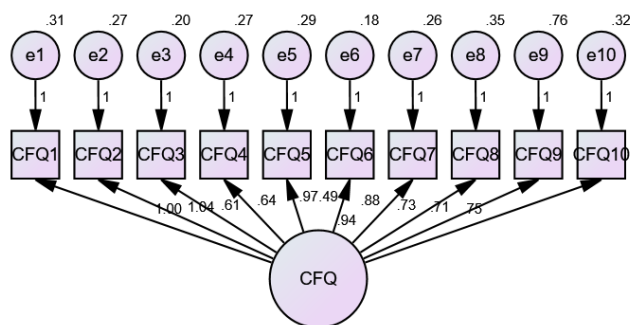 .31 .27 .20 .27 .29 .18 .26 .35 .76 .32
e1 e2 e3 e4 e5 e6 e7 e8 e9 e10
1 1 1 1 1 1 1 1 1 1
CFQ1 CFQ2 CFQ3 CFQ4 CFQ5 CFQ6 CFQ7 CFQ8 CFQ9 CFQ10
1.00 1.04 .61 .64 .97 .49 .88 .73 .71 .75
.94
CFQ